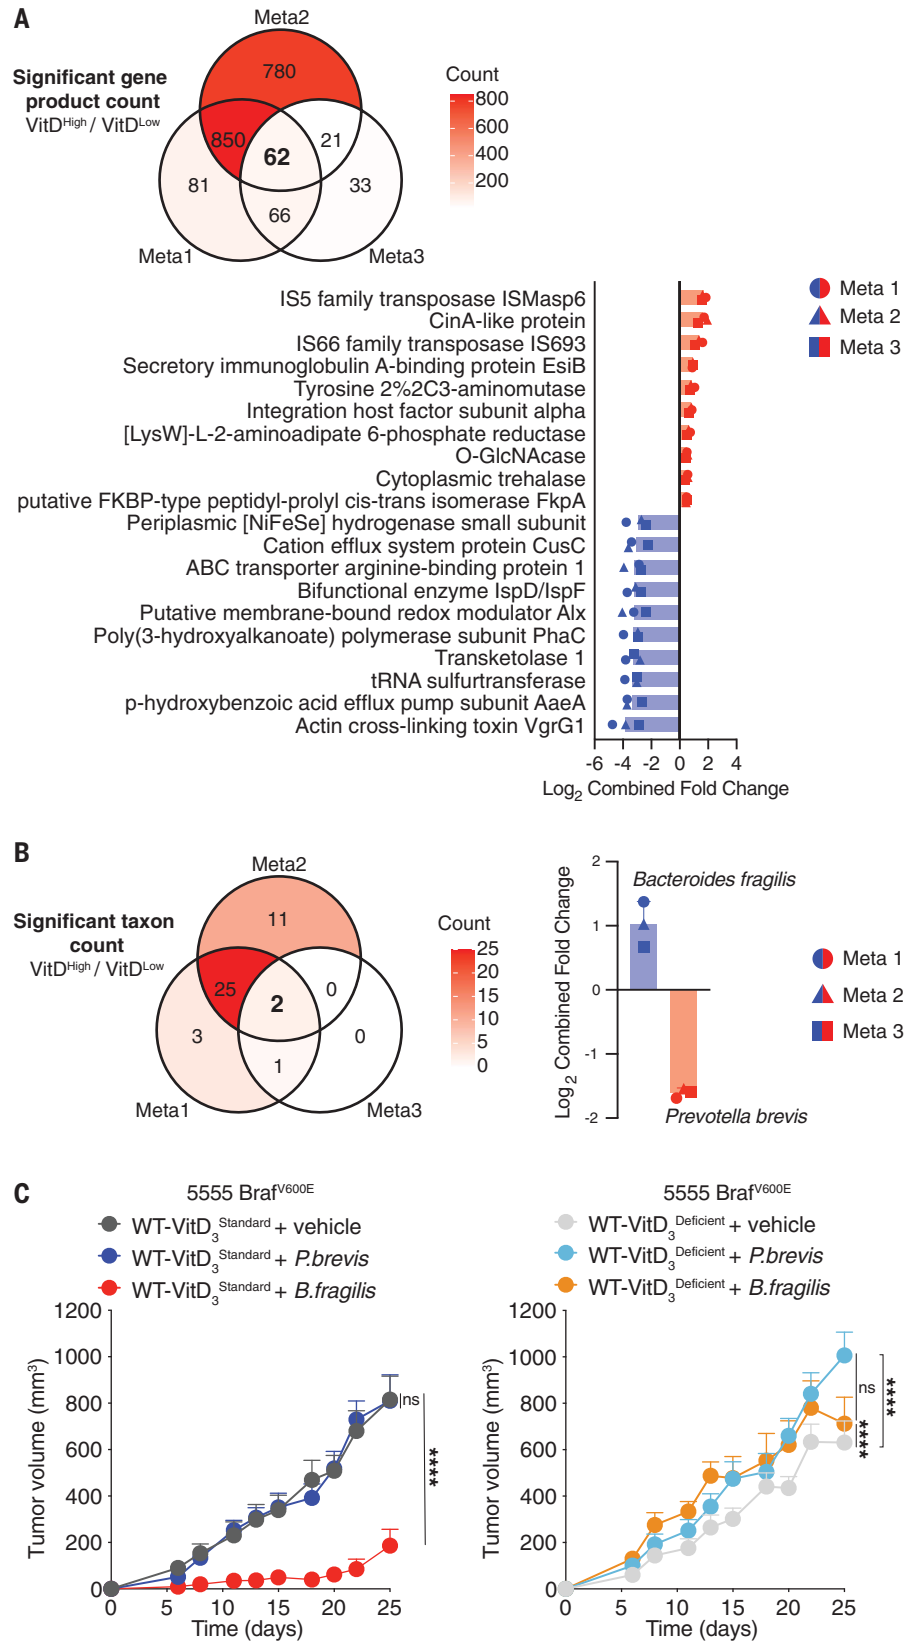 A
Meta2
Significant gene
product count
VitDHigh / VitDLow
780
850
62
21
81
33
66
Meta1
Meta3
Count
800
600
400
200
IS5 family transposase ISMasp6
CinA-like protein
IS66 family transposase IS693
Secretory immunoglobulin A-binding protein EsiB
Tyrosine 2%2C3-aminomutase
Integration host factor subunit alpha
[LysW]-L-2-aminoadipate 6-phosphate reductase
O-GlcNAcase
Cytoplasmic trehalase
putative FKBP-type peptidyl-prolyl cis-trans isomerase FkpA
Periplasmic [NiFeSe] hydrogenase small subunit
Cation efflux system protein CusC
ABC transporter arginine-binding protein 1
Bifunctional enzyme IspD/IspF
Putative membrane-bound redox modulator Alx
Poly(3-hydroxyalkanoate) polymerase subunit PhaC
Transketolase 1
tRNA sulfurtransferase
p-hydroxybenzoic acid efflux pump subunit AaeA
Actin cross-linking toxin VgrG1
-6 -4 -2 0 2 4
Log2 Combined Fold Change
Meta 1
Meta 2
Meta 3
B
Meta2
Significant taxon
count
VitDHigh / VitDLow
11
25
2
0
3
0
1
Meta1
Meta3
Count
25
20
15
10
5
0
Log2 Combined Fold Change
2
1
0
-1
-2
Bacteroides fragilis
Prevotella brevis
Meta 1
Meta 2
Meta 3
C
5555 BrafV600E
WT-VitD3Standard + vehicle
WT-VitD3Standard + P.brevis
WT-VitD3Standard + B.fragilis
Tumor volume (mm3)
1200
1000
800
600
400
200
0
0 5 10 15 20 25
Time (days)
ns
****
5555 BrafV600E
WT-VitD3Deficient + vehicle
WT-VitD3Deficient + P.brevis
WT-VitD3Deficient + B.fragilis
Tumor volume (mm3)
1200
1000
800
600
400
200
0
0 5 10 15 20 25
Time (days)
ns
****
****